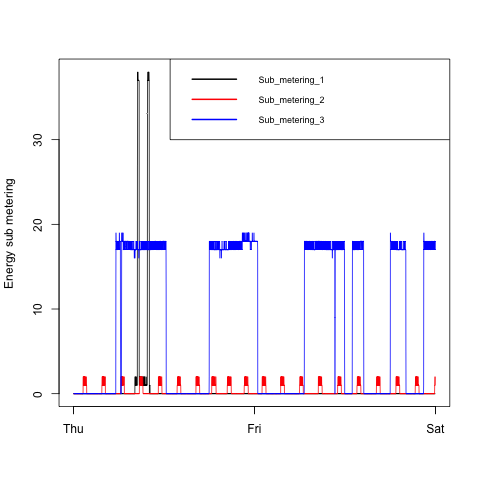 Sub_metering_1
Sub_metering_2
Sub_metering_3
Energy sub metering
30
20
10
0
Thu Fri Sat